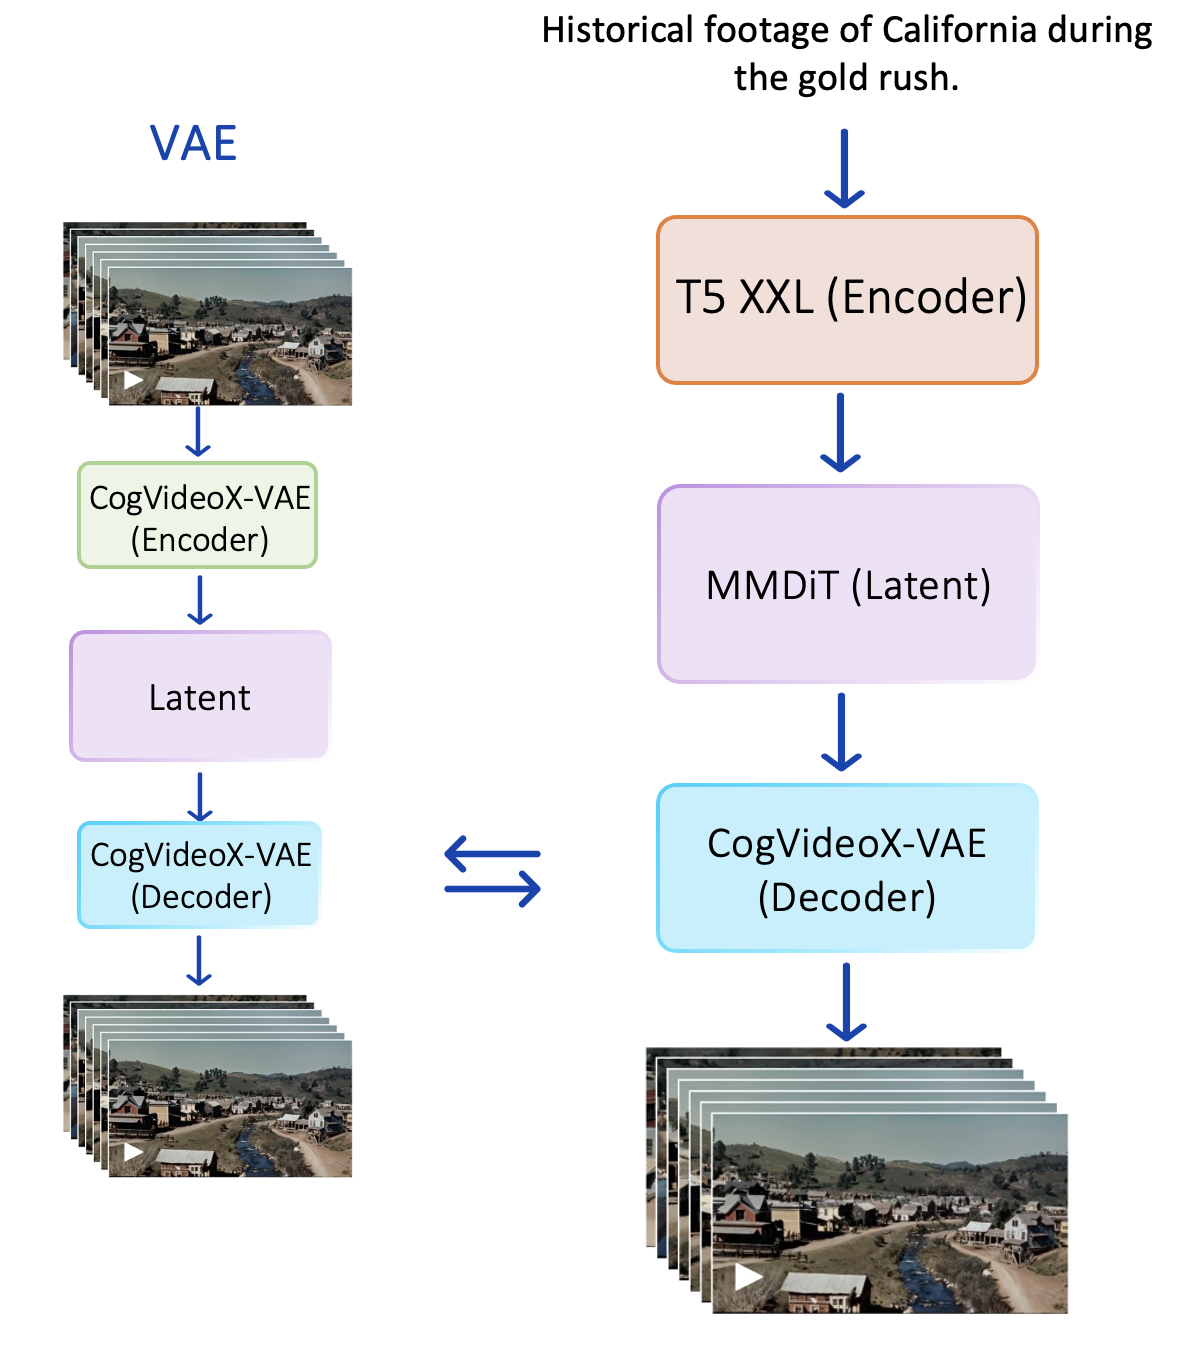 Historical footage of California during
the gold rush.
VAE
CogVideoX-VAE
(Encoder)
Latent
CogVideoX-VAE
(Decoder)
T5 XXL (Encoder)
MMDiT (Latent)
CogVideoX-VAE
(Decoder)